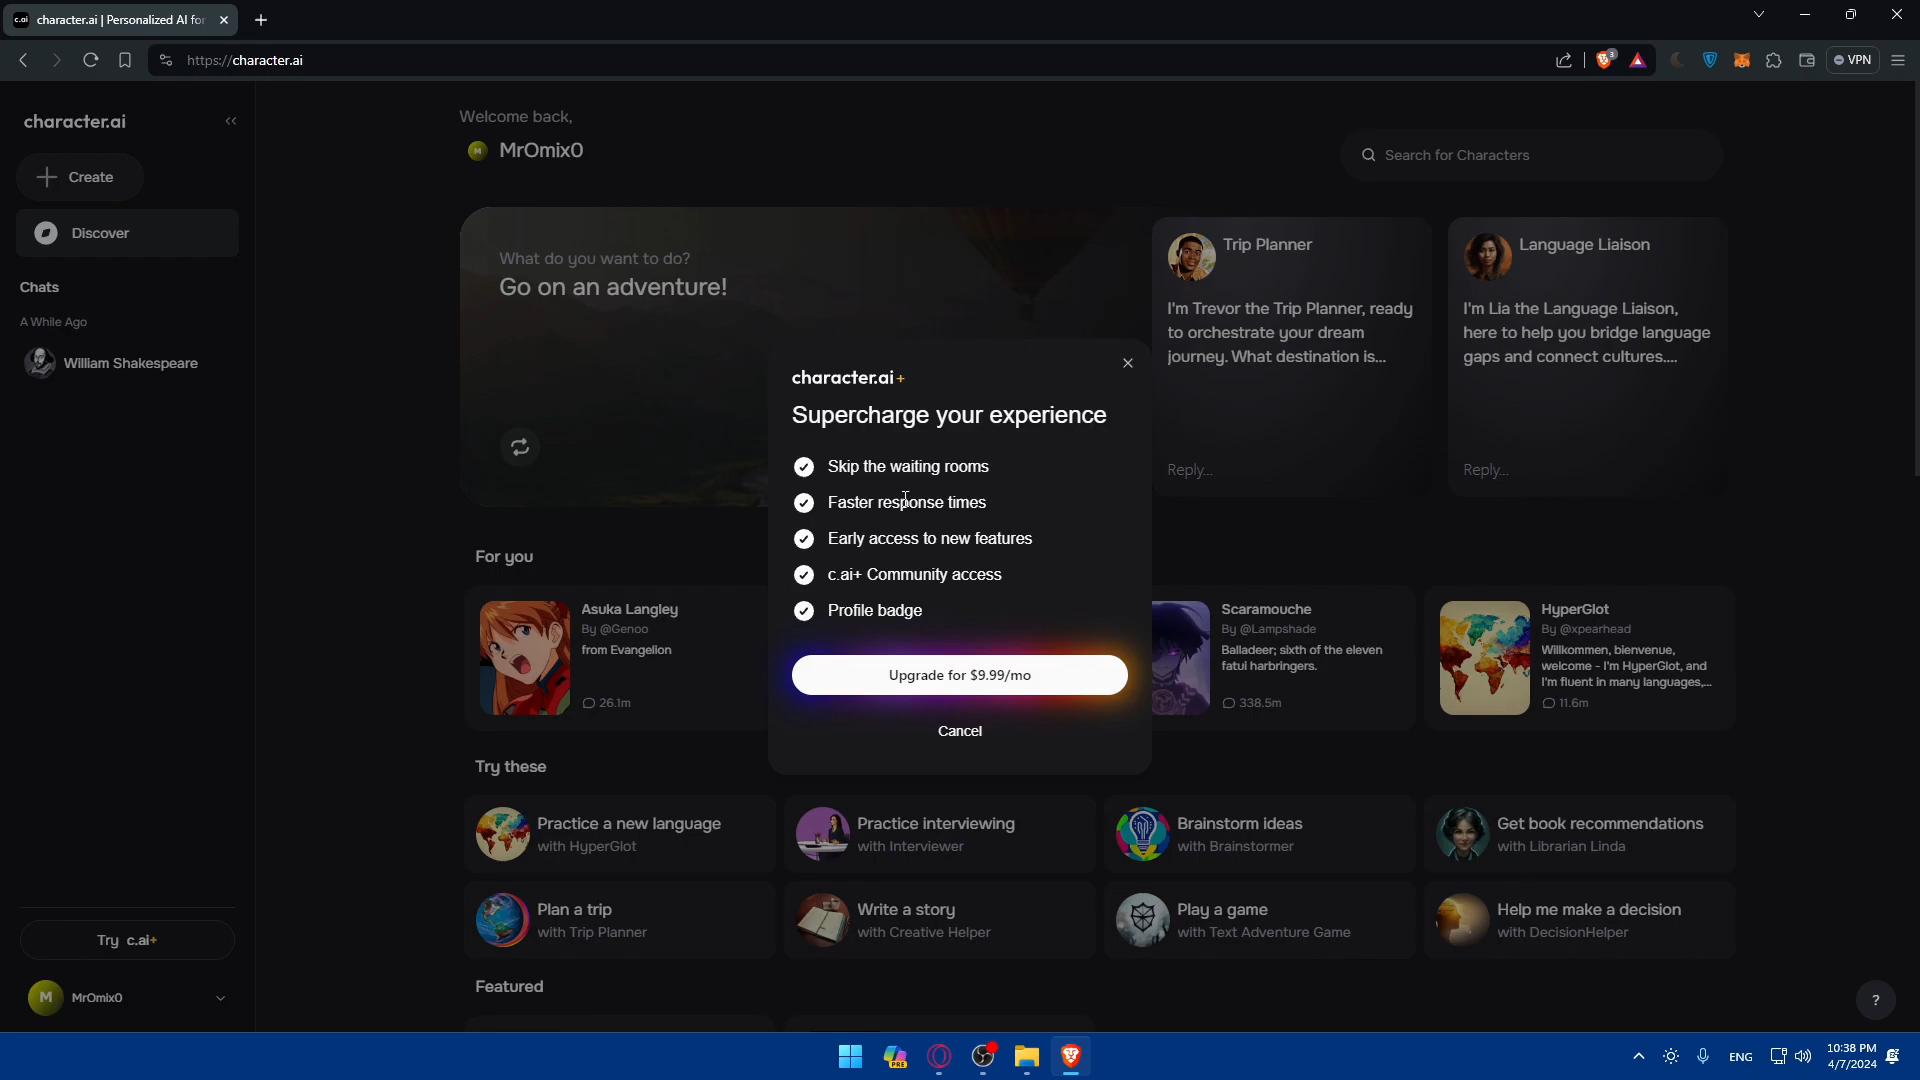 character.ai | Personalized AI for
https://character.ai
VPN
character.ai
Create
Discover
Chats
A While Ago
William Shakespeare
Try c.ai+
M
MrOmix0
Welcome back,
M
MrOmix0
Search for Characters
What do you want to do?
Go on an adventure!
Trip Planner
I'm Trevor the Trip Planner, ready
to orchestrate your dream
journey. What destination is...
Reply...
Language Liaison
I'm Lia the Language Liaison,
here to help you bridge language
gaps and connect cultures....
Reply...
character.ai+
Supercharge your experience
Skip the waiting rooms
Faster response times
Early access to new features
c.ai+ Community access
Profile badge
Upgrade for $9.99/mo
Cancel
For you
Asuka Langley
By @Genoo
from Evangelion
26.1m
Scaramouche
By @Lampshade
Balladeer; sixth of the eleven
fatui harbringers.
338.5m
HyperGlot
By @xpearhead
Willkommen, bienvenue,
welcome - I'm HyperGlot, and
I'm fluent in many languages,...
11.6m
Try these
Practice a new language
with HyperGlot
Practice interviewing
with Interviewer
Brainstorm ideas
with Brainstormer
Get book recommendations
with Librarian Linda
Plan a trip
with Trip Planner
Write a story
with Creative Helper
Play a game
with Text Adventure Game
Help me make a decision
with DecisionHelper
Featured
?
PRE
ENG
10:38 PM
4/7/2024